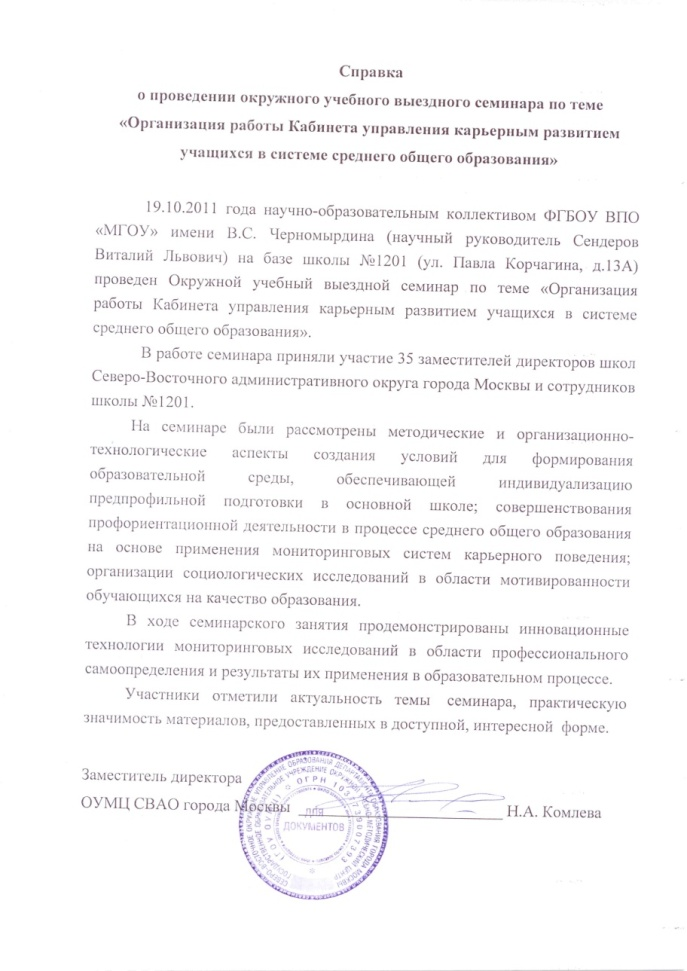 Справка
о проведении окружного учебного выездного семинара по теме
«Организация работы Кабинета управления карьерным развитием
учащихся в системе среднего общего образования»
19.10.2011 года научно-образовательным коллективом ФГБОУ ВПО
«МГОУ» имени В.С. Черномырдина (научный руководитель Сендеров
Виталий Львович) на базе школы №1201 (ул. Павла Корчагина, д.13А)
проведен Окружной учебный выездной семинар по теме «Организация
работы Кабинета управления карьерным развитием учащихся в системе
среднего общего образования».
В работе семинара приняли участие 35 заместителей директоров школ
Северо-Восточного административного округа города Москвы и сотрудников
школы №1201.
На семинаре были рассмотрены методические и организационно-
технологические аспекты создания условий для формирования
образовательной среды, обеспечивающей индивидуализацию
предпрофильной подготовки в основной школе; совершенствования
профориентационной деятельности в процессе среднего общего образования
на основе применения мониторинговых систем карьерного поведения;
организации социологических исследований в области мотивированности
обучающихся на качество образования.
В ходе семинарского занятия продемонстрированы инновационные
технологии мониторинговых исследований в области профессионального
самоопределения и результаты их применения в образовательном процессе.
Участники отметили актуальность темы семинара, практическую
значимость материалов, предоставленных в доступной, интересной форме.
Заместитель директора
ОУМЦ СВАО города Москвы Н.А. Комлева
ДЛЯ
ДОКУМЕНТОВ